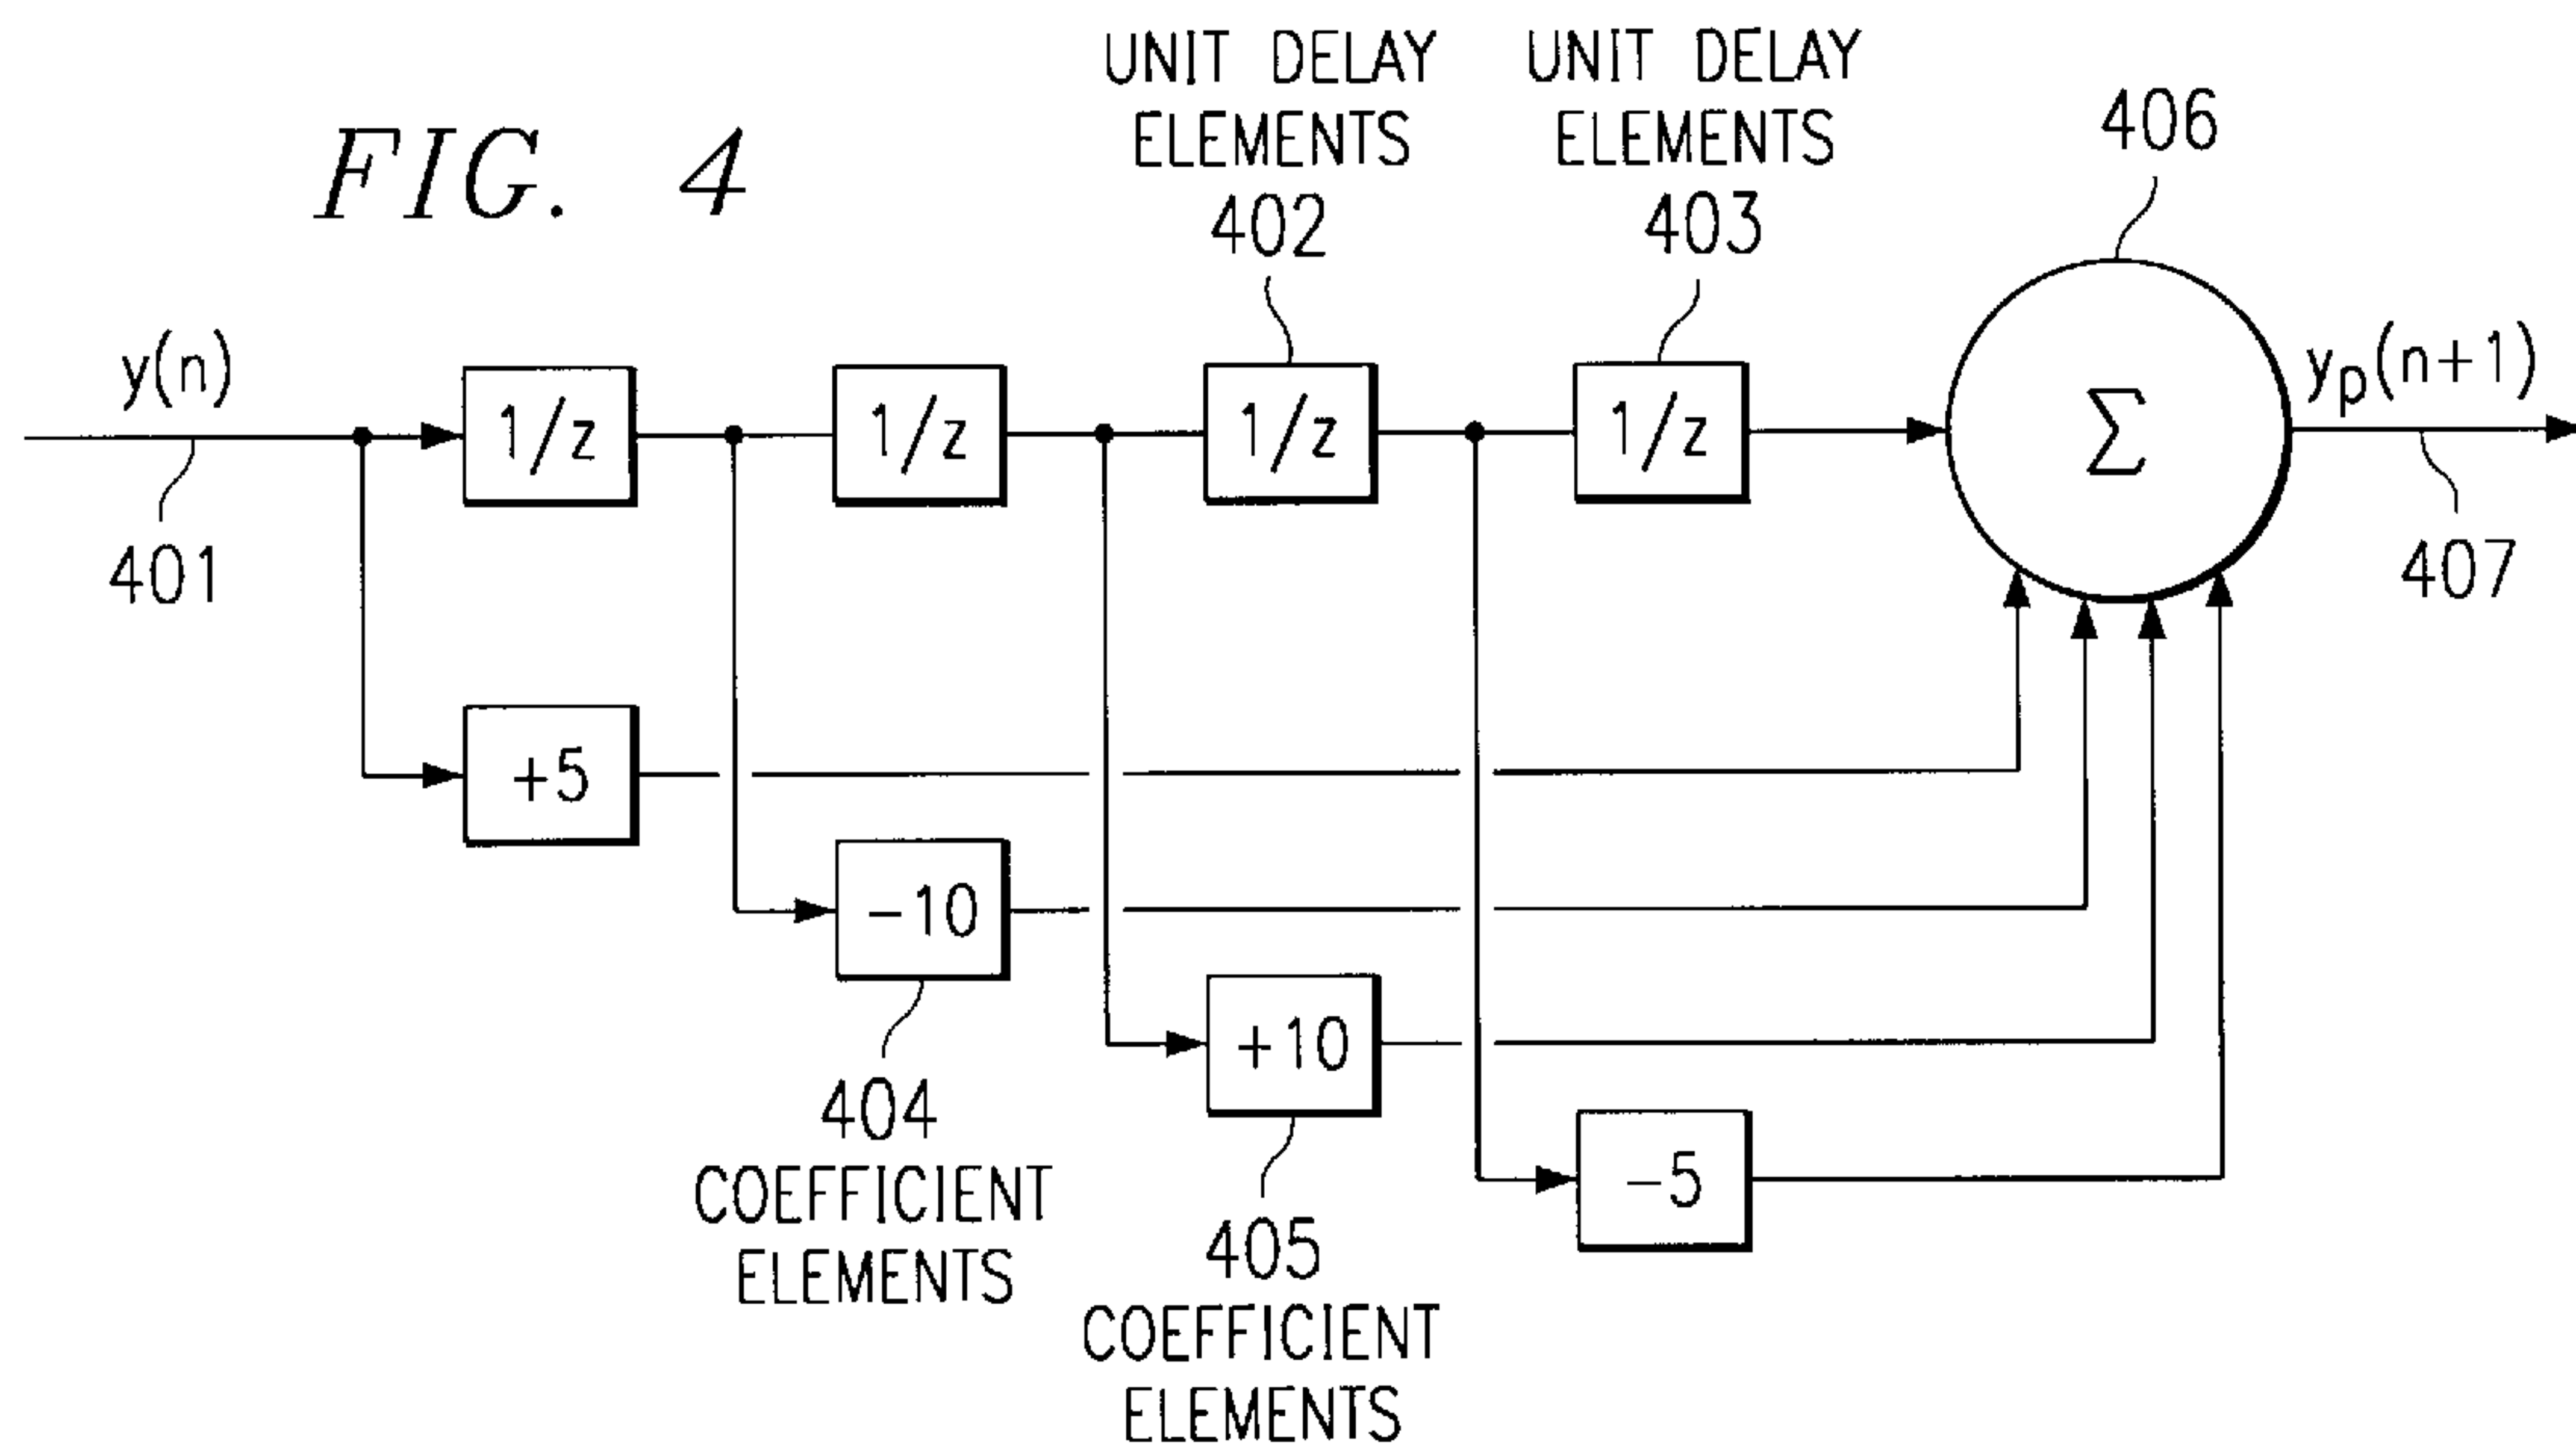 FIG. 4
UNIT DELAY
ELEMENTS
402
UNIT DELAY
ELEMENTS
403
406
y(n)
401
1/z
1/z
1/z
1/z
Σ
yₚ(n+1)
407
+5
-10
404
COEFFICIENT
ELEMENTS
+10
405
COEFFICIENT
ELEMENTS
-5